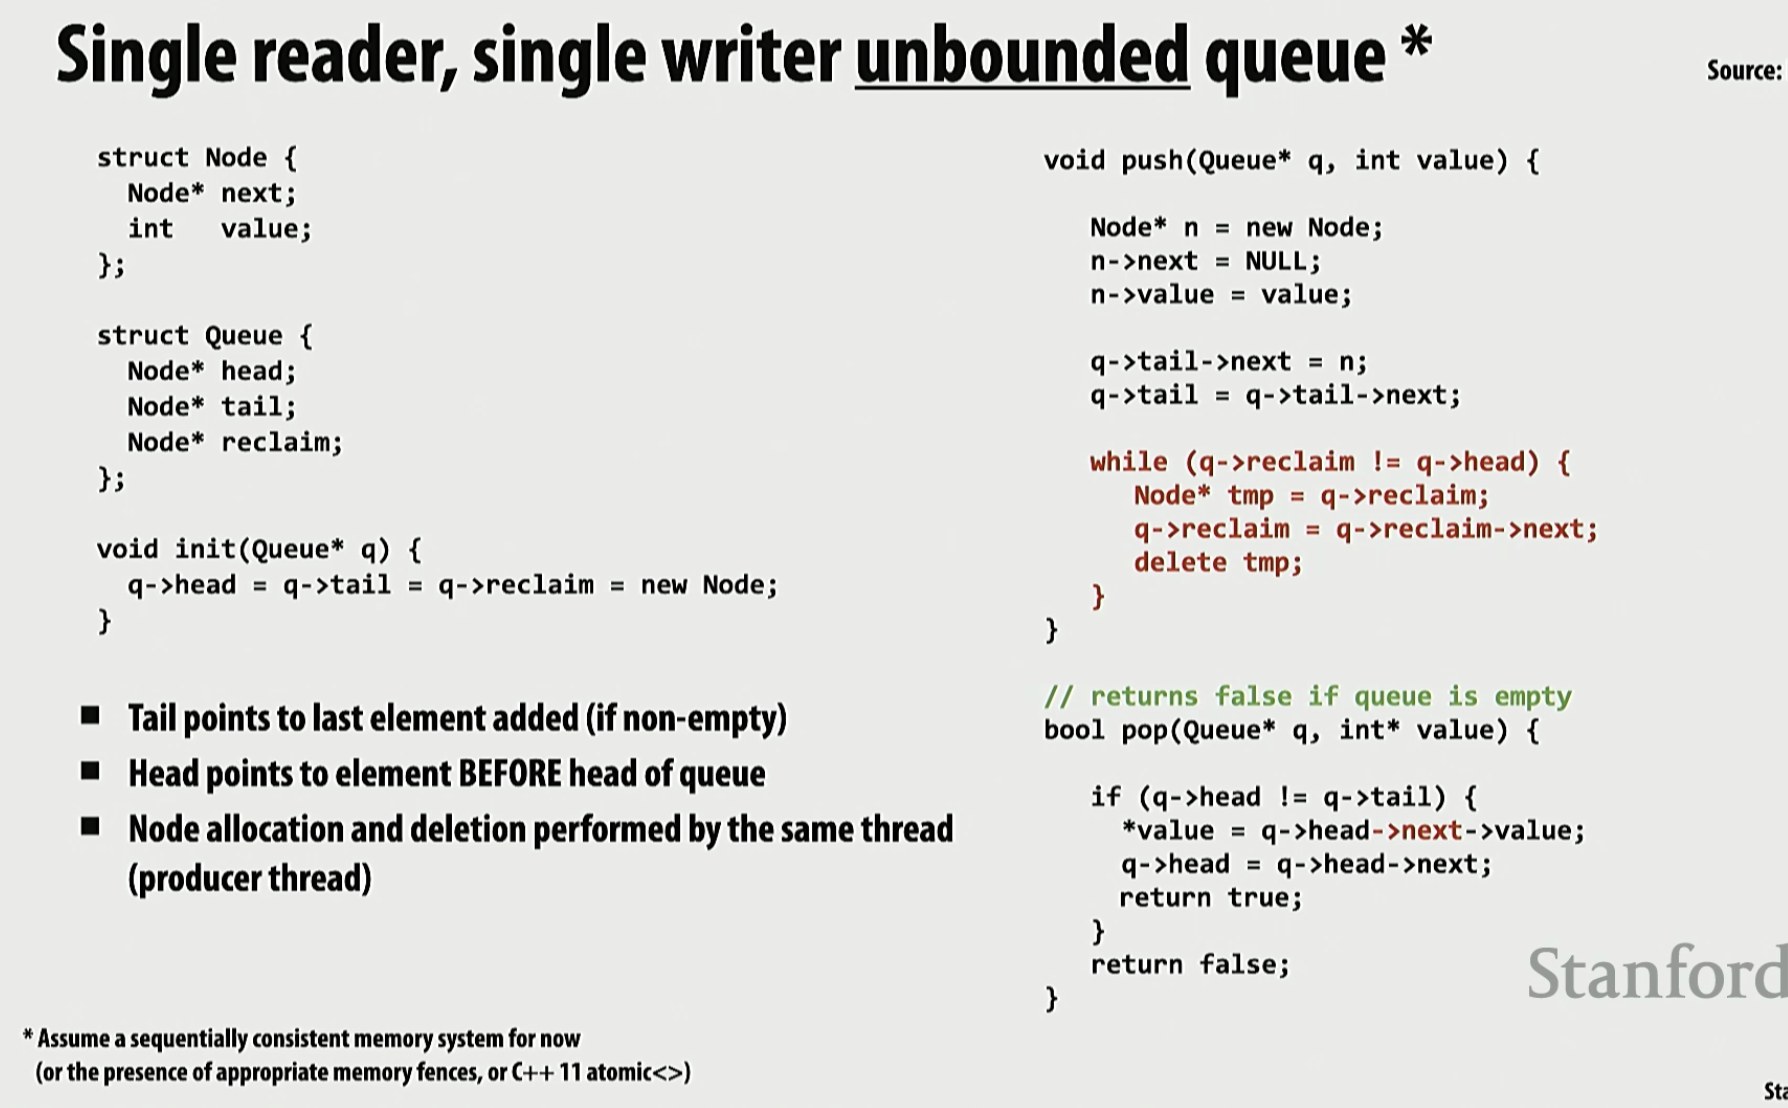 Single reader, single writer unbounded queue *
Source:
struct Node {
  Node* next;
  int   value;
};
struct Queue {
  Node* head;
  Node* tail;
  Node* reclaim;
};
void init(Queue* q) {
  q->head = q->tail = q->reclaim = new Node;
}
■ Tail points to last element added (if non-empty)
■ Head points to element BEFORE head of queue
■ Node allocation and deletion performed by the same thread
(producer thread)
void push(Queue* q, int value) {
   Node* n = new Node;
   n->next = NULL;
   n->value = value;
   q->tail->next = n;
   q->tail = q->tail->next;
   while (q->reclaim != q->head) {
      Node* tmp = q->reclaim;
      q->reclaim = q->reclaim->next;
      delete tmp;
   }
}
// returns false if queue is empty
bool pop(Queue* q, int* value) {
   if (q->head != q->tail) {
     *value = q->head->next->value;
     q->head = q->head->next;
     return true;
   }
   return false;
}
Stanford
* Assume a sequentially consistent memory system for now
(or the presence of appropriate memory fences, or C++ 11 atomic<>)
Sta